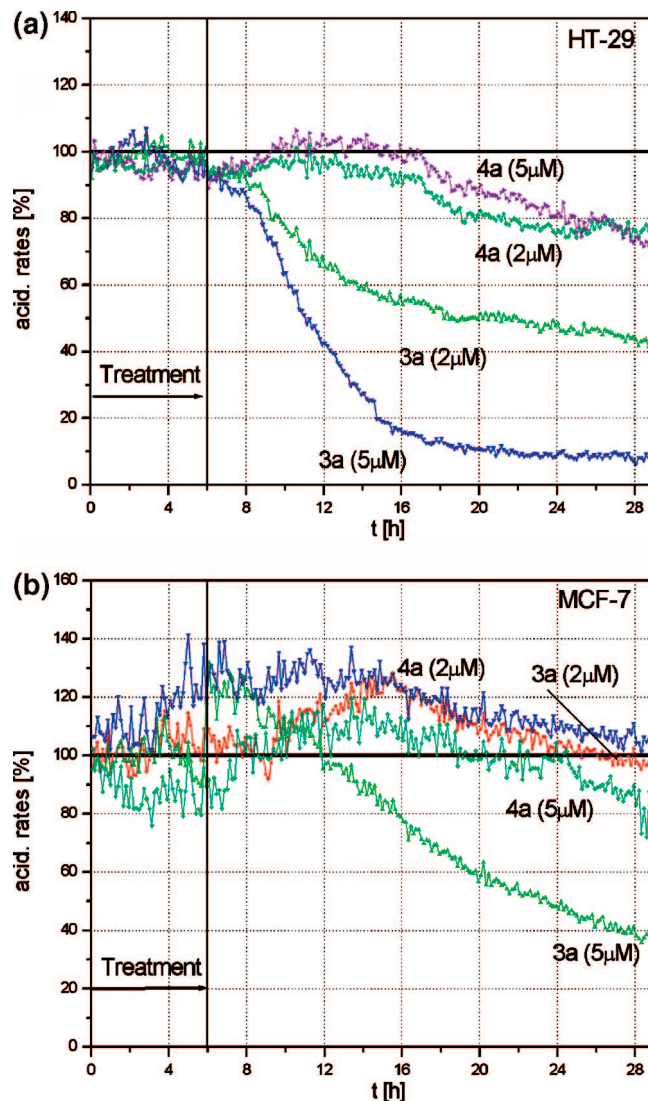 (a)
HT-29
140
120
100
80
60
40
20
0
acid. rates [%]
4a (5µM)
4a (2µM)
3a (2µM)
3a (5µM)
Treatment
0 4 8 12 16 20 24 28
t [h]
(b)
MCF-7
160
140
120
100
80
60
40
20
0
acid. rates [%]
4a (2µM)
3a (2µM)
4a (5µM)
3a (5µM)
Treatment
0 4 8 12 16 20 24 28
t [h]